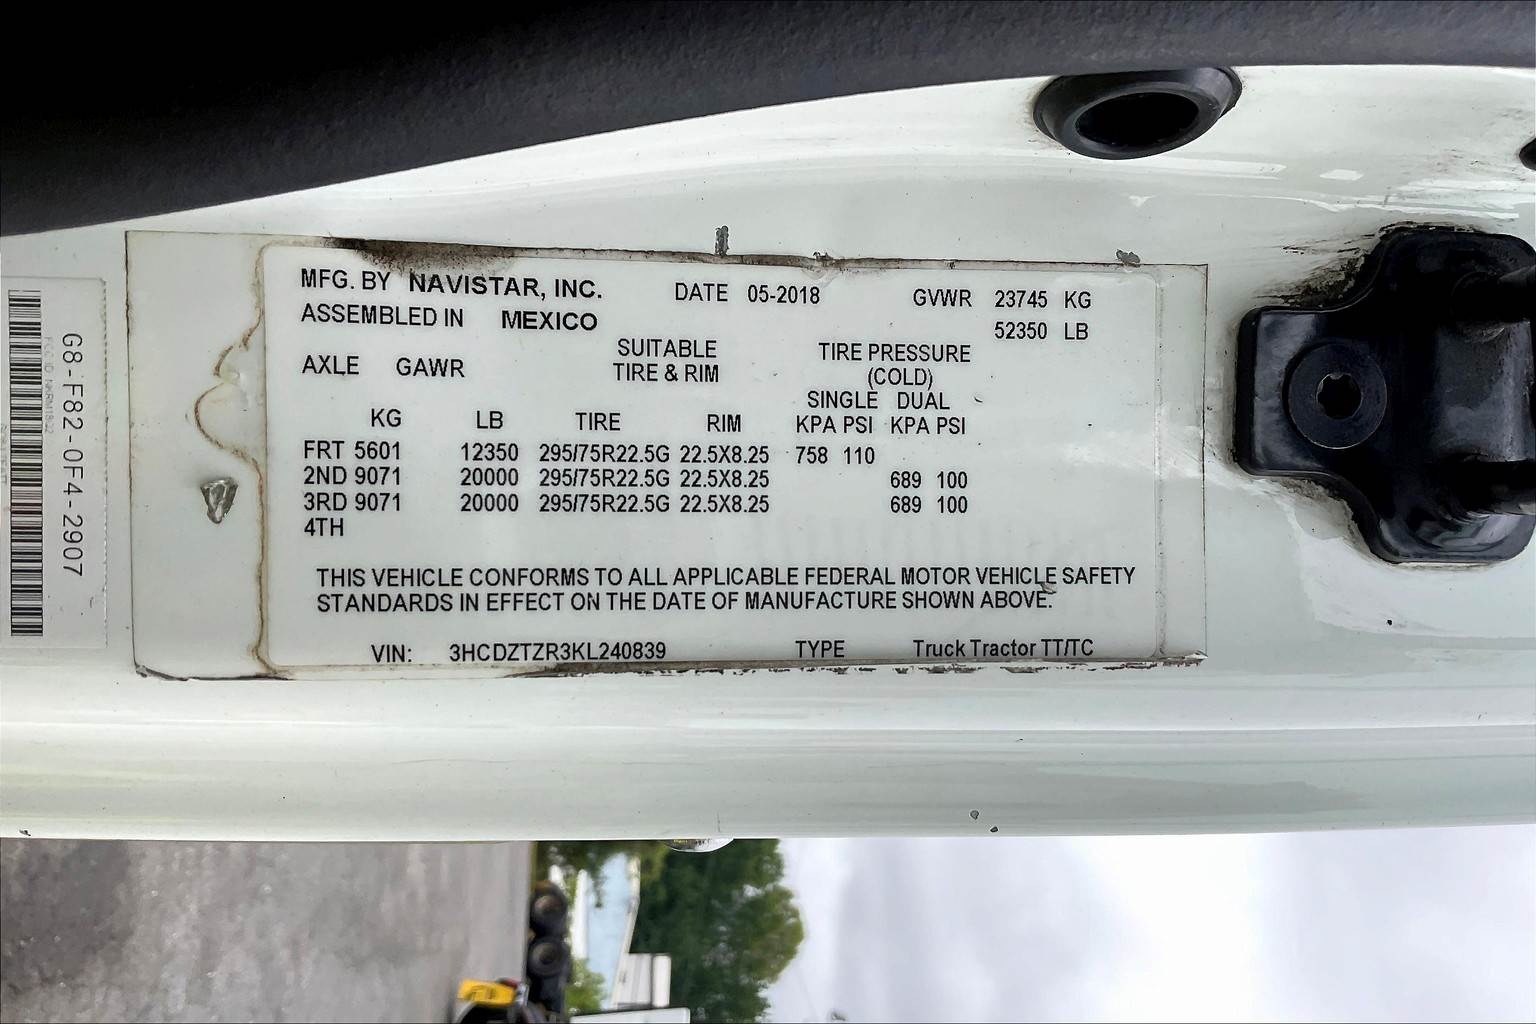 MFG. BY NAVISTAR, INC. DATE 05-2018 GVWR 23745 KG
ASSEMBLED IN MEXICO 52350 LB
AXLE GAWR SUITABLE TIRE & RIM TIRE PRESSURE (COLD)
SINGLE DUAL
KG LB TIRE RIM KPA PSI KPA PSI
FRT 5601 12350 295/75R22.5G 22.5X8.25 758 110
2ND 9071 20000 295/75R22.5G 22.5X8.25 689 100
3RD 9071 20000 295/75R22.5G 22.5X8.25 689 100
4TH
THIS VEHICLE CONFORMS TO ALL APPLICABLE FEDERAL MOTOR VEHICLE SAFETY
STANDARDS IN EFFECT ON THE DATE OF MANUFACTURE SHOWN ABOVE.
VIN: 3HCDZTZR3KL240839 TYPE Truck Tractor TT/TC
G8-F82-0F4-2907